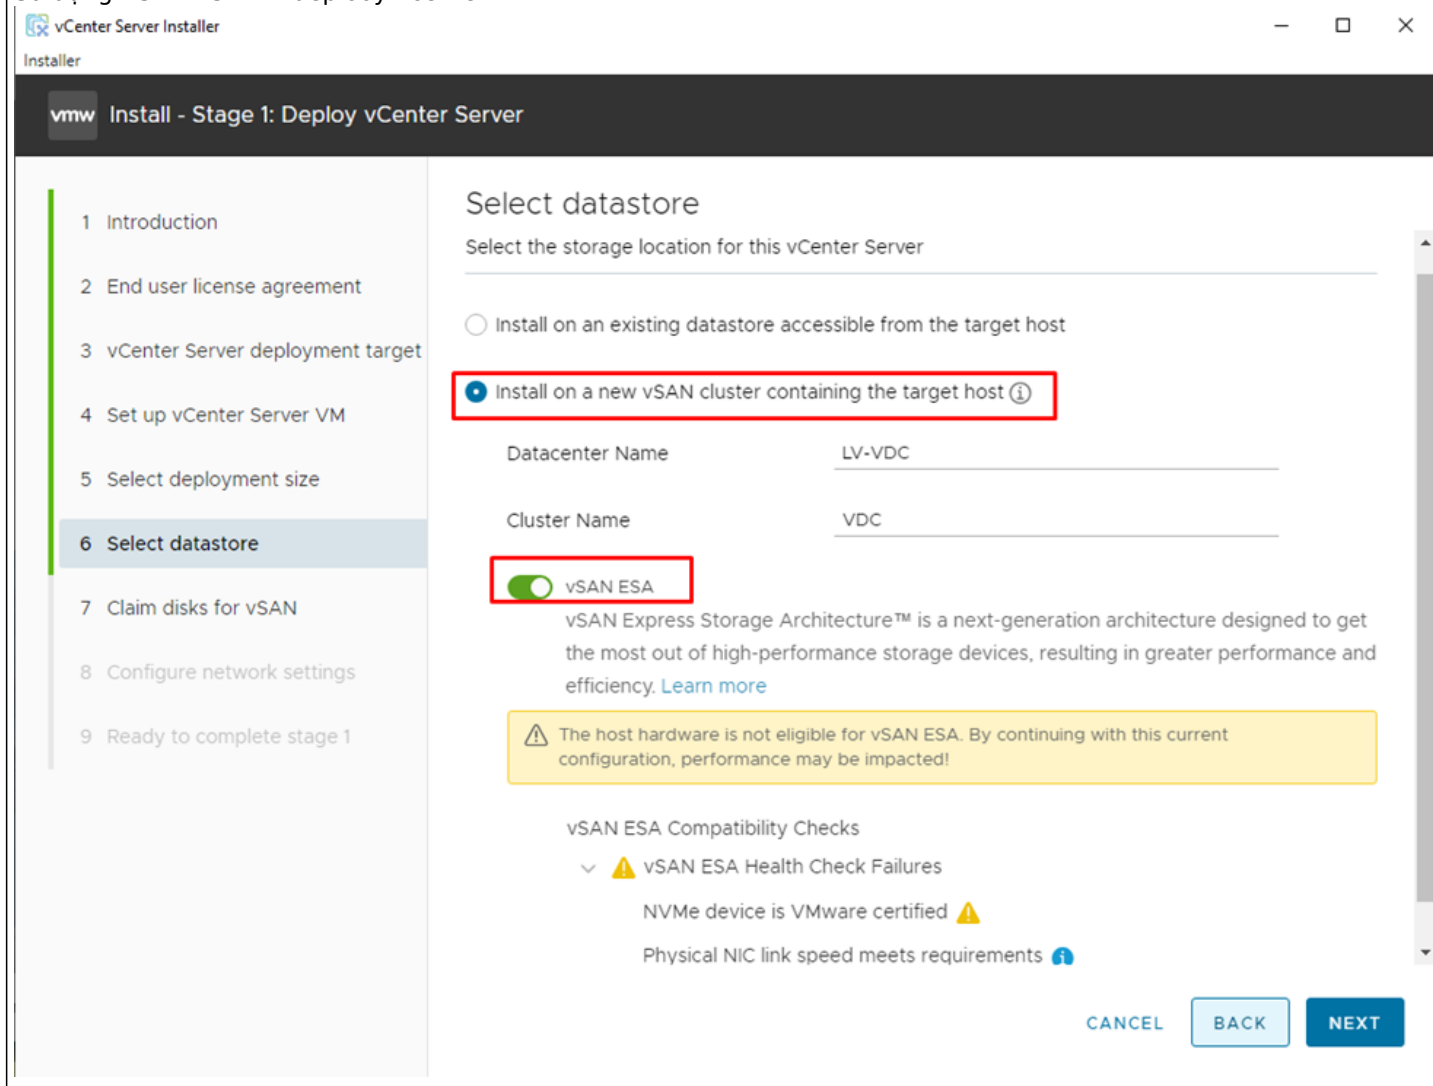 vCenter Server Installer
Installer
vmw Install - Stage 1: Deploy vCenter Server
1 Introduction
2 End user license agreement
3 vCenter Server deployment target
4 Set up vCenter Server VM
5 Select deployment size
6 Select datastore
7 Claim disks for vSAN
8 Configure network settings
9 Ready to complete stage 1
Select datastore
Select the storage location for this vCenter Server
Install on an existing datastore accessible from the target host
Install on a new vSAN cluster containing the target host
Datacenter Name LV-VDC
Cluster Name VDC
vSAN ESA
vSAN Express Storage Architecture™ is a next-generation architecture designed to get
the most out of high-performance storage devices, resulting in greater performance and
efficiency. Learn more
The host hardware is not eligible for vSAN ESA. By continuing with this current
configuration, performance may be impacted!
vSAN ESA Compatibility Checks
vSAN ESA Health Check Failures
NVMe device is VMware certified
Physical NIC link speed meets requirements
CANCEL BACK NEXT